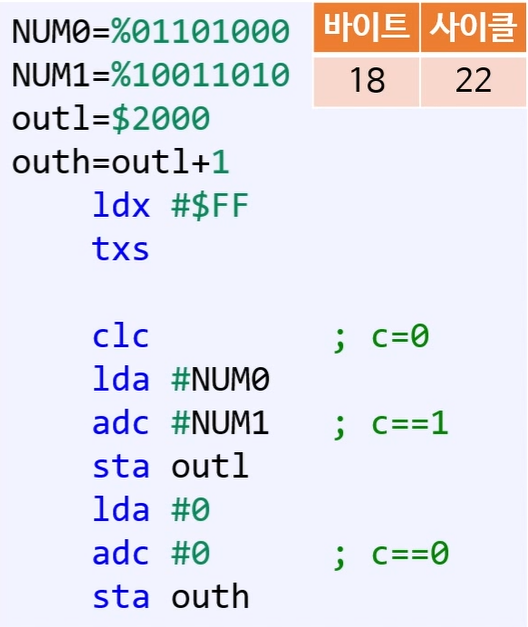 NUM0=%01101000
NUM1=%10011010
outl=$2000
outh=outl+1
ldx #$FF
txs
clc ; c=0
lda #NUM0
adc #NUM1 ; c==1
sta outl
lda #0
adc #0 ; c==0
sta outh
바이트 사이클
18 22